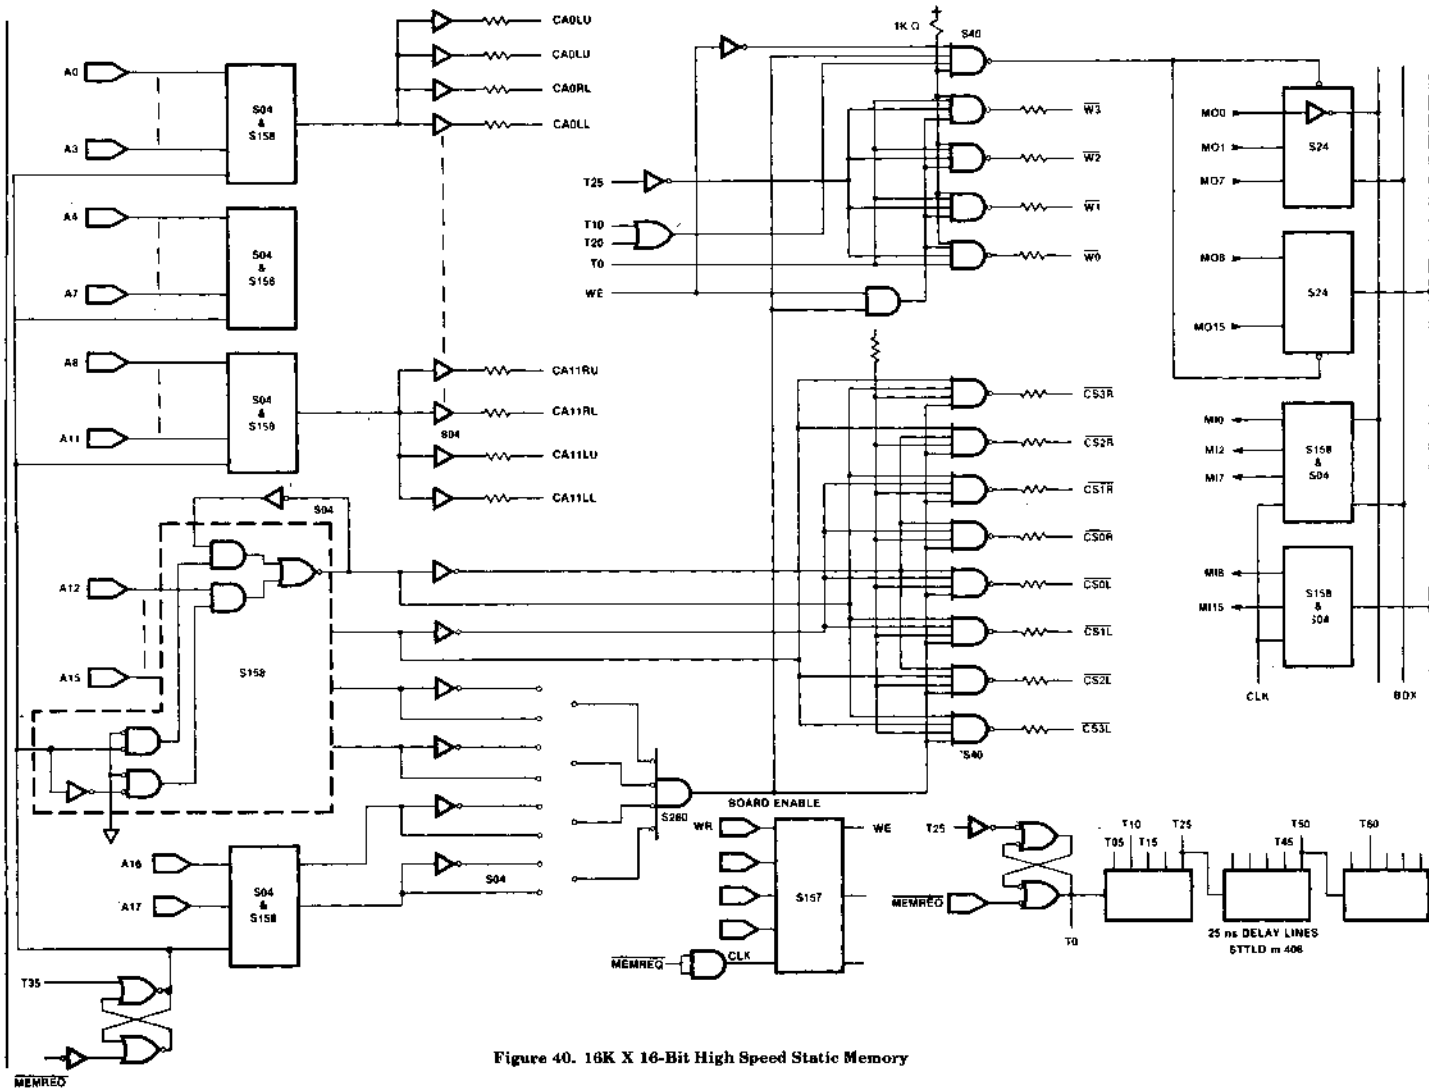 A0
S04
&
S158
A3
A4
S04
&
S158
A7
A8
S04
&
S158
A11
CA0LU
CA0LU
CA0RL
CA0LL
CA11RU
CA11RL
S04
CA11LU
CA11LL
S04
A12
A15
S158
A16
A17
S04
&
S158
S04
T35
MEMREQ
1K Ω
S40
W3
W2
W1
W0
T25
T10
T20
T0
WE
CS3R
CS2R
CS1R
CS0R
CS0L
CS1L
CS2L
CS3L
S40
S260
BOARD ENABLE
WR
WE
S157
MEMREQ
CLK
MO0
MO1
MO7
S24
MO8
MO15
S24
MI0
MI2
MI7
S158
&
S04
MI8
MI15
S158
&
S04
CLK
BDX
T25
MEMREQ
T0
T10
T25
T05
T15
T50
T45
T60
25 ns DELAY LINES
STTLD m 406
Figure 40. 16K X 16-Bit High Speed Static Memory